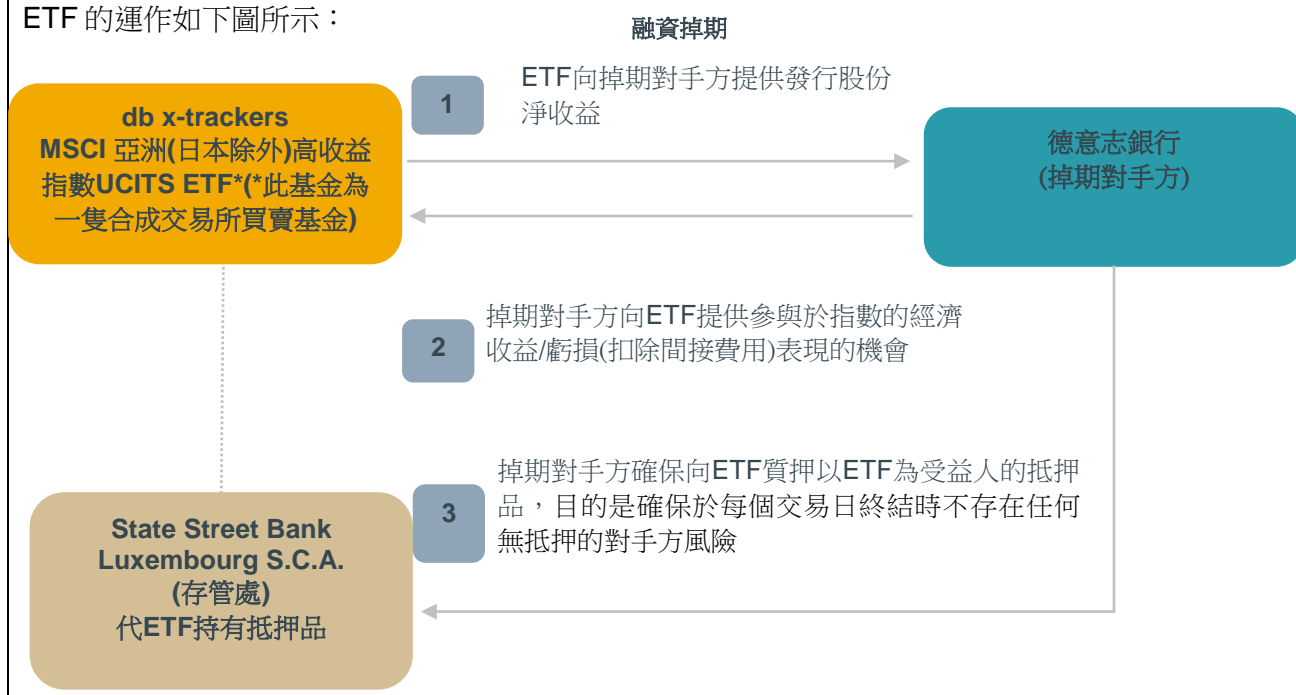 ETF 的運作如下圖所示：
融資掉期
1
ETF向掉期對手方提供發行股份
淨收益
db x-trackers
MSCI 亞洲(日本除外)高收益
指數UCITS ETF*(*此基金為
一隻合成交易所買賣基金)
德意志銀行
(掉期對手方)
2
掉期對手方向ETF提供參與於指數的經濟
收益/虧損(扣除間接費用)表現的機會
3
掉期對手方確保向ETF質押以ETF為受益人的抵押
品，目的是確保於每個交易日終結時不存在任何
無抵押的對手方風險
State Street Bank
Luxembourg S.C.A.
(存管處)
代ETF持有抵押品